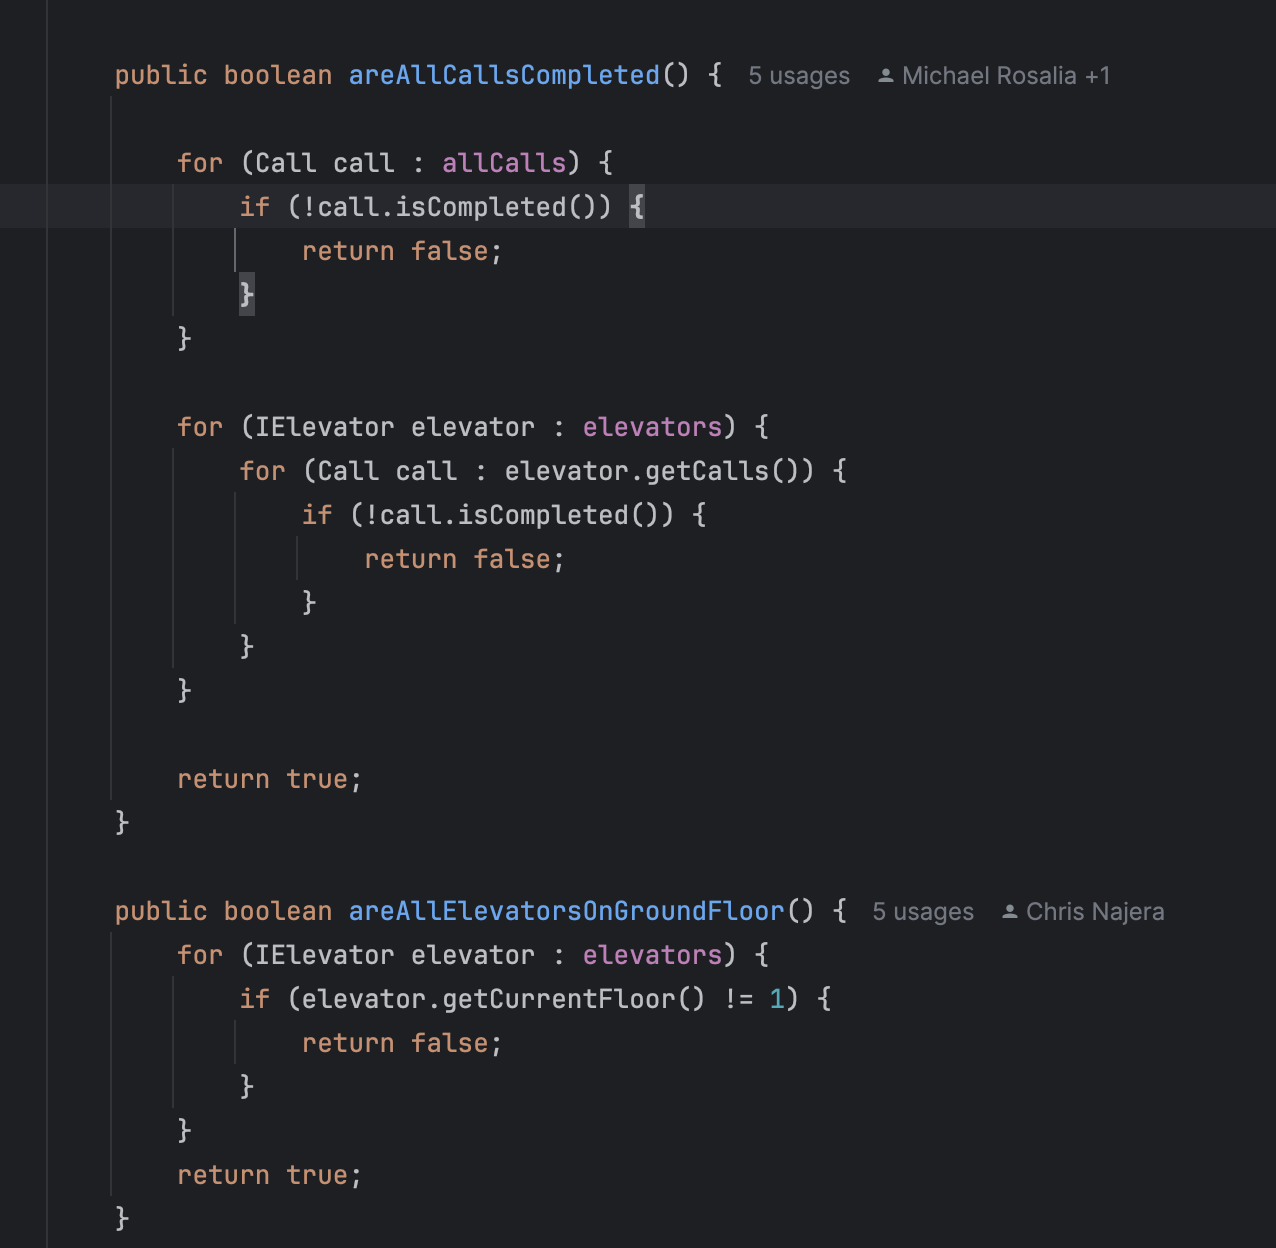 public boolean areAllCallsCompleted() { 5 usages Michael Rosalia +1
for (Call call : allCalls) {
if (!call.isCompleted()) {
return false;
}
}
for (IElevator elevator : elevators) {
for (Call call : elevator.getCalls()) {
if (!call.isCompleted()) {
return false;
}
}
}
return true;
}
public boolean areAllElevatorsOnGroundFloor() { 5 usages Chris Najera
for (IElevator elevator : elevators) {
if (elevator.getCurrentFloor() != 1) {
return false;
}
}
return true;
}